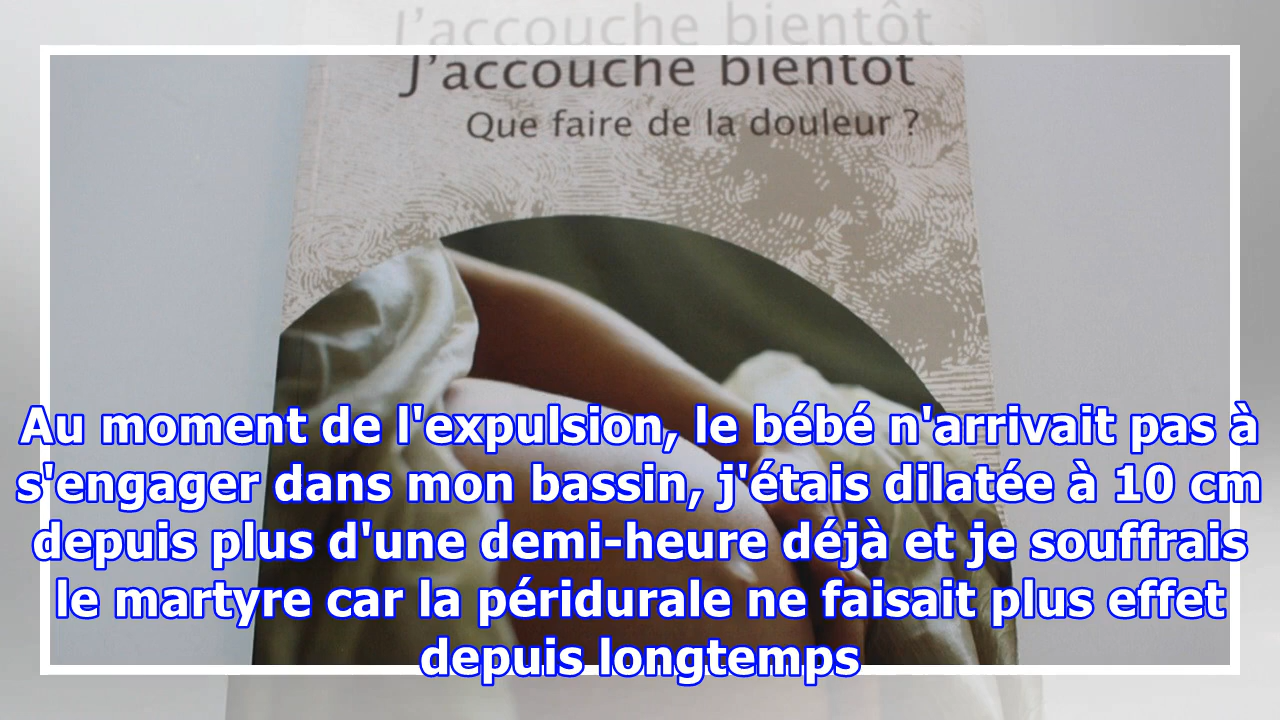 J'accouche bientôt
J'accouche bientôt
Que faire de la douleur ?
Au moment de l'expulsion, le bébé n'arrivait pas à
s'engager dans mon bassin, j'étais dilatée à 10 cm
depuis plus d'une demi-heure déjà et je souffrais
le martyre car la péridurale ne faisait plus effet
depuis longtemps